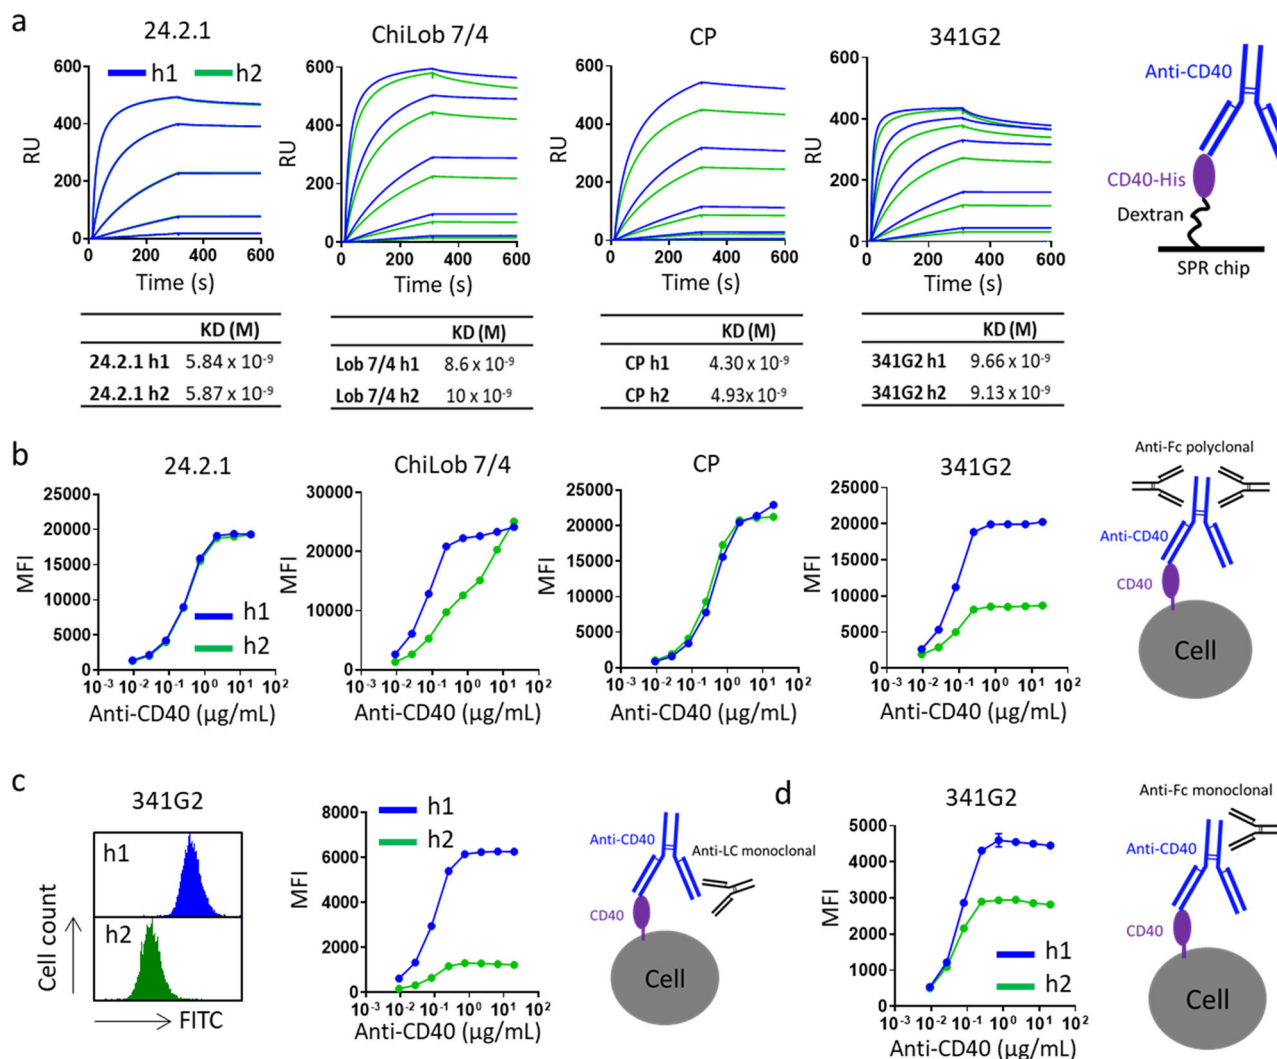 a
24.2.1
ChiLob 7/4
CP
341G2
h1 h2
RU
600
400
200
0
0 200 400 600
Time (s)
RU
600
400
200
0
0 200 400 600
Time (s)
RU
600
400
200
0
0 200 400 600
Time (s)
RU
600
400
200
0
0 200 400 600
Time (s)
Anti-CD40
CD40-His
Dextran
SPR chip
KD (M)
24.2.1 h1 5.84 x 10⁻⁹
24.2.1 h2 5.87 x 10⁻⁹
KD (M)
Lob 7/4 h1 8.6 x 10⁻⁹
Lob 7/4 h2 10 x 10⁻⁹
KD (M)
CP h1 4.30 x 10⁻⁹
CP h2 4.93x 10⁻⁹
KD (M)
341G2 h1 9.66 x 10⁻⁹
341G2 h2 9.13 x 10⁻⁹
b
24.2.1
MFI
25000
20000
15000
10000
5000
0
h1
h2
10⁻³ 10⁻² 10⁻¹ 10⁰ 10¹ 10²
Anti-CD40 (μg/mL)
ChiLob 7/4
MFI
30000
20000
10000
0
10⁻³ 10⁻² 10⁻¹ 10⁰ 10¹ 10²
Anti-CD40 (μg/mL)
CP
MFI
25000
20000
15000
10000
5000
0
10⁻³ 10⁻² 10⁻¹ 10⁰ 10¹ 10²
Anti-CD40 (μg/mL)
341G2
MFI
25000
20000
15000
10000
5000
0
10⁻³ 10⁻² 10⁻¹ 10⁰ 10¹ 10²
Anti-CD40 (μg/mL)
Anti-Fc polyclonal
Anti-CD40
CD40
Cell
c
341G2
h1
h2
Cell count
FITC
MFI
8000
6000
4000
2000
0
h1
h2
10⁻³ 10⁻² 10⁻¹ 10⁰ 10¹ 10²
Anti-CD40 (μg/mL)
Anti-CD40
Anti-LC monoclonal
CD40
Cell
d
341G2
MFI
5000
4000
3000
2000
1000
0
h1
h2
10⁻³ 10⁻² 10⁻¹ 10⁰ 10¹ 10²
Anti-CD40 (μg/mL)
Anti-Fc monoclonal
Anti-CD40
CD40
Cell